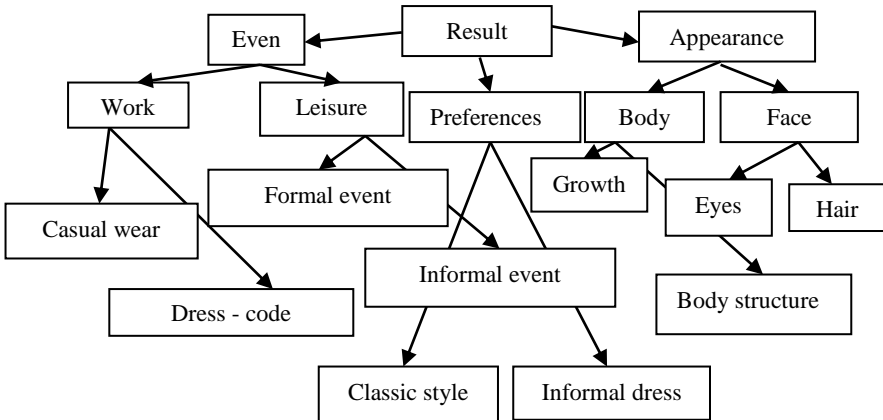 Even
Result
Appearance
Work
Leisure
Preferences
Body
Face
Formal event
Growth
Eyes
Hair
Casual wear
Informal event
Body structure
Dress - code
Classic style
Informal dress